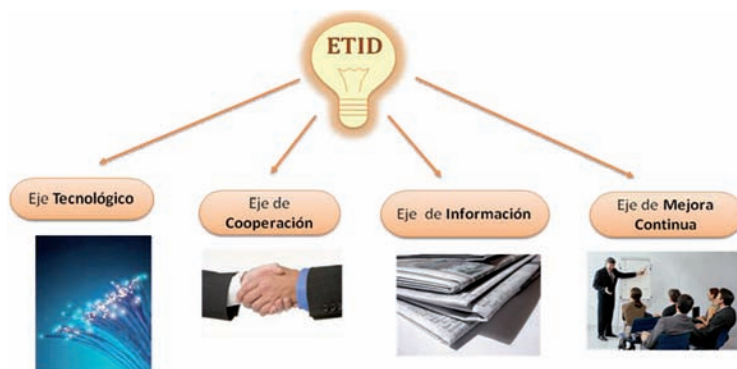 ETID
Eje Tecnológico
Eje de
Cooperación
Eje de Información
Eje de Mejora
Continua